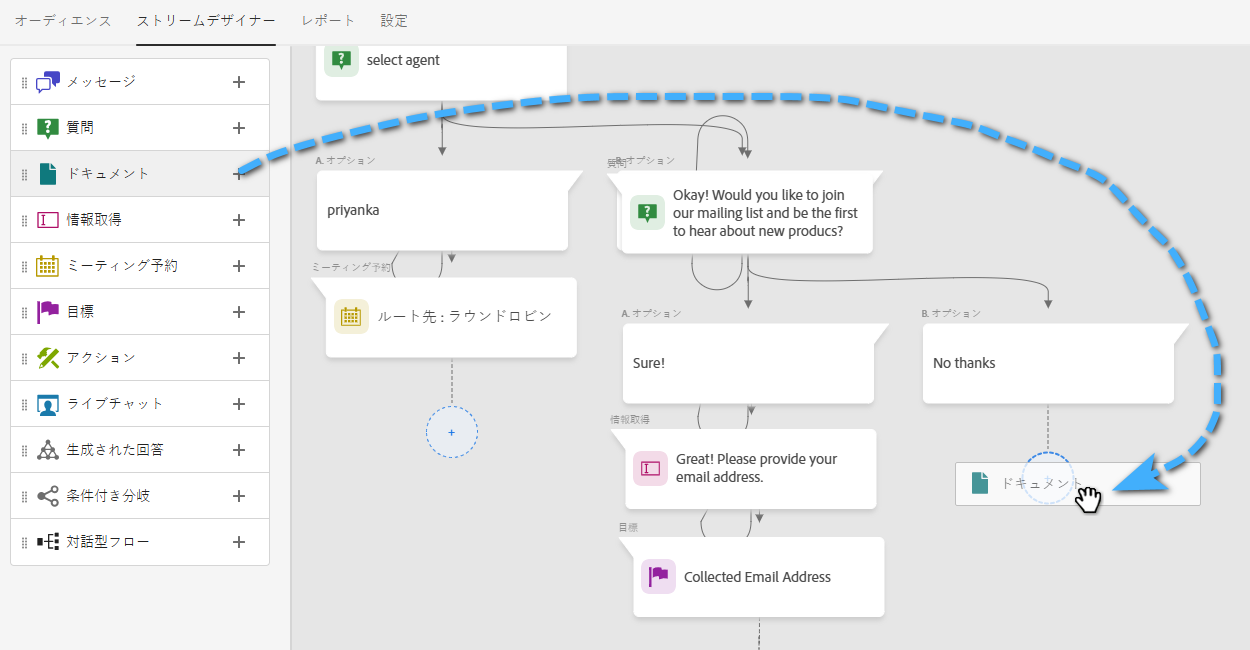 オーディエンス ストリームデザイナー レポート 設定
メッセージ
質問
ドキュメント
情報取得
ミーティング予約
目標
アクション
ライブチャット
生成された回答
条件付き分岐
対話型フロー
select agent
A. オプション
priyanka
ミーティング予約
ルート先 : ラウンドロビン
質問
B. オプション
Okay! Would you like to join
our mailing list and be the first
to hear about new producs?
A. オプション
Sure!
B. オプション
No thanks
情報取得
Great! Please provide your
email address.
ドキュメント
目標
Collected Email Address